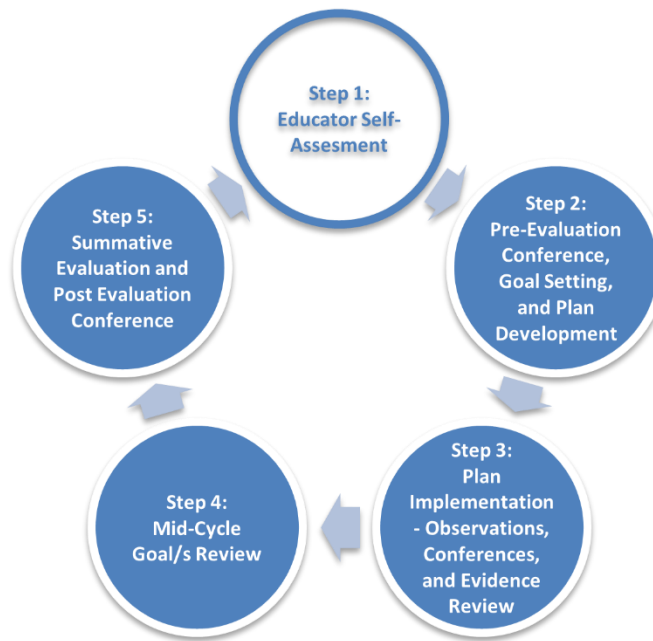 Step 1:
Educator Self-
Assesment
Step 2:
Pre-Evaluation
Conference,
Goal Setting,
and Plan
Development
Step 3:
Plan
Implementation
- Observations,
Conferences,
and Evidence
Review
Step 4:
Mid-Cycle
Goal/s Review
Step 5:
Summative
Evaluation and
Post Evaluation
Conference